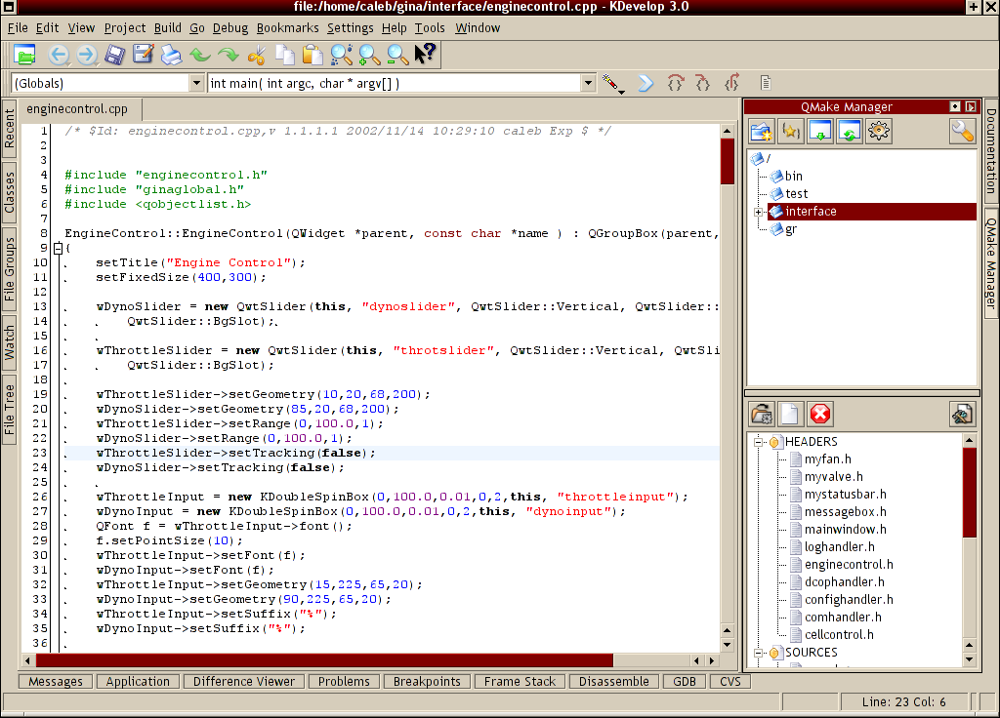 file:/home/caleb/gina/interface/enginecontrol.cpp - KDevelop 3.0
File Edit View Project Build Go Debug Bookmarks Settings Help Tools Window
(Globals) int main( int argc, char * argv[] )
enginecontrol.cpp
Recent
Classes
File Groups
Watch
File Tree
1 /* $Id: enginecontrol.cpp,v 1.1.1.1 2002/11/14 10:29:10 caleb Exp $ */
2
3
4 #include "enginecontrol.h"
5 #include "ginaglobal.h"
6 #include <qobjectlist.h>
7
8 EngineControl::EngineControl(QWidget *parent, const char *name ) : QGroupBox(parent,
9 {
10 setTitle("Engine Control");
11 setFixedSize(400,300);
12
13 wDynoSlider = new QwtSlider(this, "dynoslider", QwtSlider::Vertical, QwtSlider::
14 QwtSlider::BgSlot);
15
16 wThrottleSlider = new QwtSlider(this, "throtslider", QwtSlider::Vertical, QwtSli
17 QwtSlider::BgSlot);
18
19 wThrottleSlider->setGeometry(10,20,68,200);
20 wDynoSlider->setGeometry(85,20,68,200);
21 wThrottleSlider->setRange(0,100.0,1);
22 wDynoSlider->setRange(0,100.0,1);
23 wThrottleSlider->setTracking(false);
24 wDynoSlider->setTracking(false);
25
26 wThrottleInput = new KDoubleSpinBox(0,100.0,0.01,0,2,this, "throttleinput");
27 wDynoInput = new KDoubleSpinBox(0,100.0,0.01,0,2,this, "dynoinput");
28 QFont f = wThrottleInput->font();
29 f.setPointSize(10);
30 wThrottleInput->setFont(f);
31 wDynoInput->setFont(f);
32 wThrottleInput->setGeometry(15,225,65,20);
33 wDynoInput->setGeometry(90,225,65,20);
34 wThrottleInput->setSuffix("%");
35 wDynoInput->setSuffix("%");
36
QMake Manager
/
bin
test
interface
gr
HEADERS
myfan.h
myvalve.h
mystatusbar.h
messagebox.h
mainwindow.h
loghandler.h
enginecontrol.h
dcophandler.h
confighandler.h
comhandler.h
cellcontrol.h
SOURCES
Documentation
QMake Manager
Messages Application Difference Viewer Problems Breakpoints Frame Stack Disassemble GDB CVS
Line: 23 Col: 6